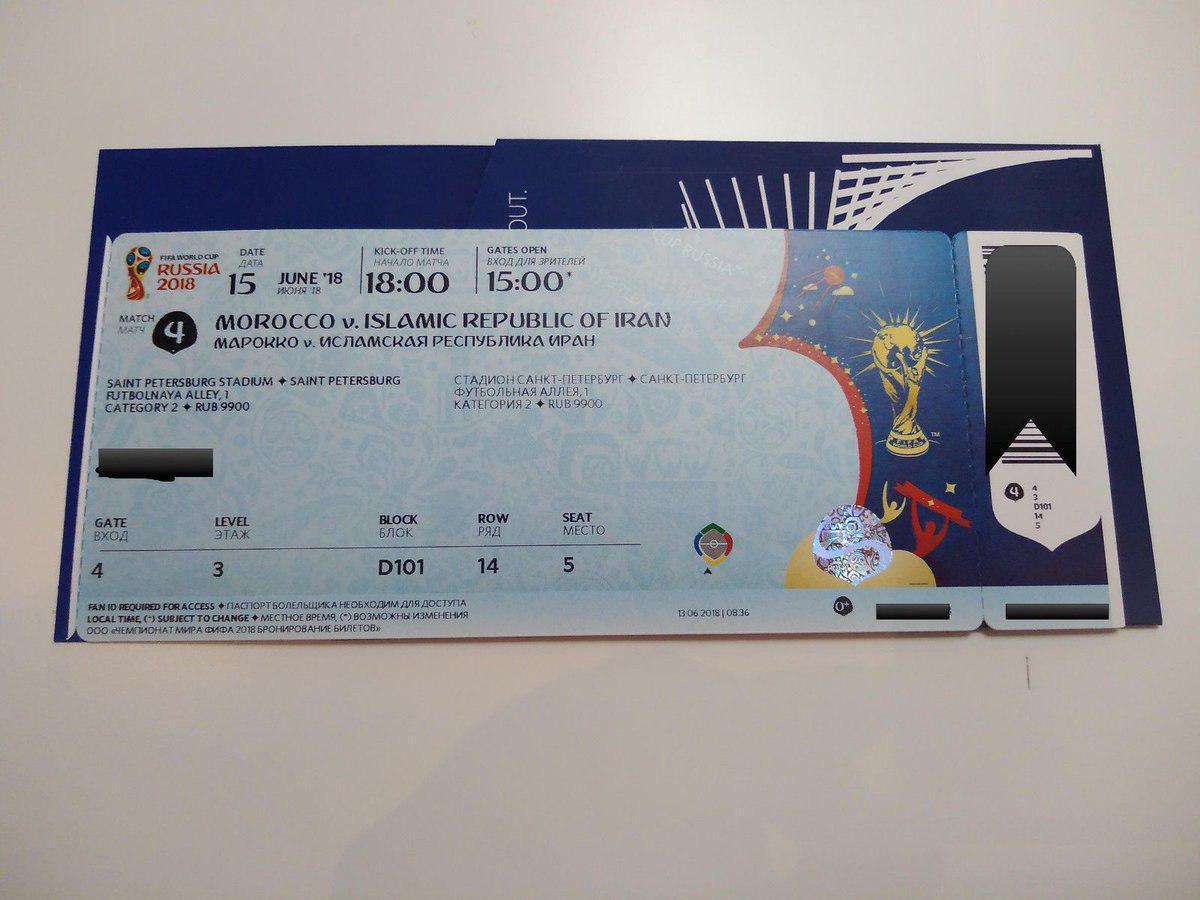 OUT.
CUP RUSSIA
FIFA WORLD CUP
RUSSIA
2018
DATE
ДАТА
15 JUNE '18
ИЮНЯ '18
KICK-OFF TIME
НАЧАЛО МАТЧА
18:00
GATES OPEN
ВХОД ДЛЯ ЗРИТЕЛЕЙ
15:00*
MATCH
МАТЧ
4
MOROCCO v. ISLAMIC REPUBLIC OF IRAN
МАРОККО v. ИСЛАМСКАЯ РЕСПУБЛИКА ИРАН
SAINT PETERSBURG STADIUM ✦ SAINT PETERSBURG
FUTBOLNAYA ALLEY, 1
CATEGORY 2 ✦ RUB 9900
СТАДИОН САНКТ-ПЕТЕРБУРГ ✦ САНКТ-ПЕТЕРБУРГ
ФУТБОЛЬНАЯ АЛЛЕЯ, 1
КАТЕГОРИЯ 2 ✦ RUB 9900
TM
GATE LEVEL BLOCK ROW SEAT
ВХОД ЭТАЖ БЛОК РЯД МЕСТО
4 3 D101 14 5
FAN ID REQUIRED FOR ACCESS ✦ ПАСПОРТ БОЛЕЛЬЩИКА НЕОБХОДИМ ДЛЯ ДОСТУПА
LOCAL TIME, (*) SUBJECT TO CHANGE ✦ МЕСТНОЕ ВРЕМЯ, (*) ВОЗМОЖНЫ ИЗМЕНЕНИЯ
ООО «ЧЕМПИОНАТ МИРА ФИФА 2018 БРОНИРОВАНИЕ БИЛЕТОВ»
13.06.2018 | 08:36
0+
4
4
3
D101
14
5